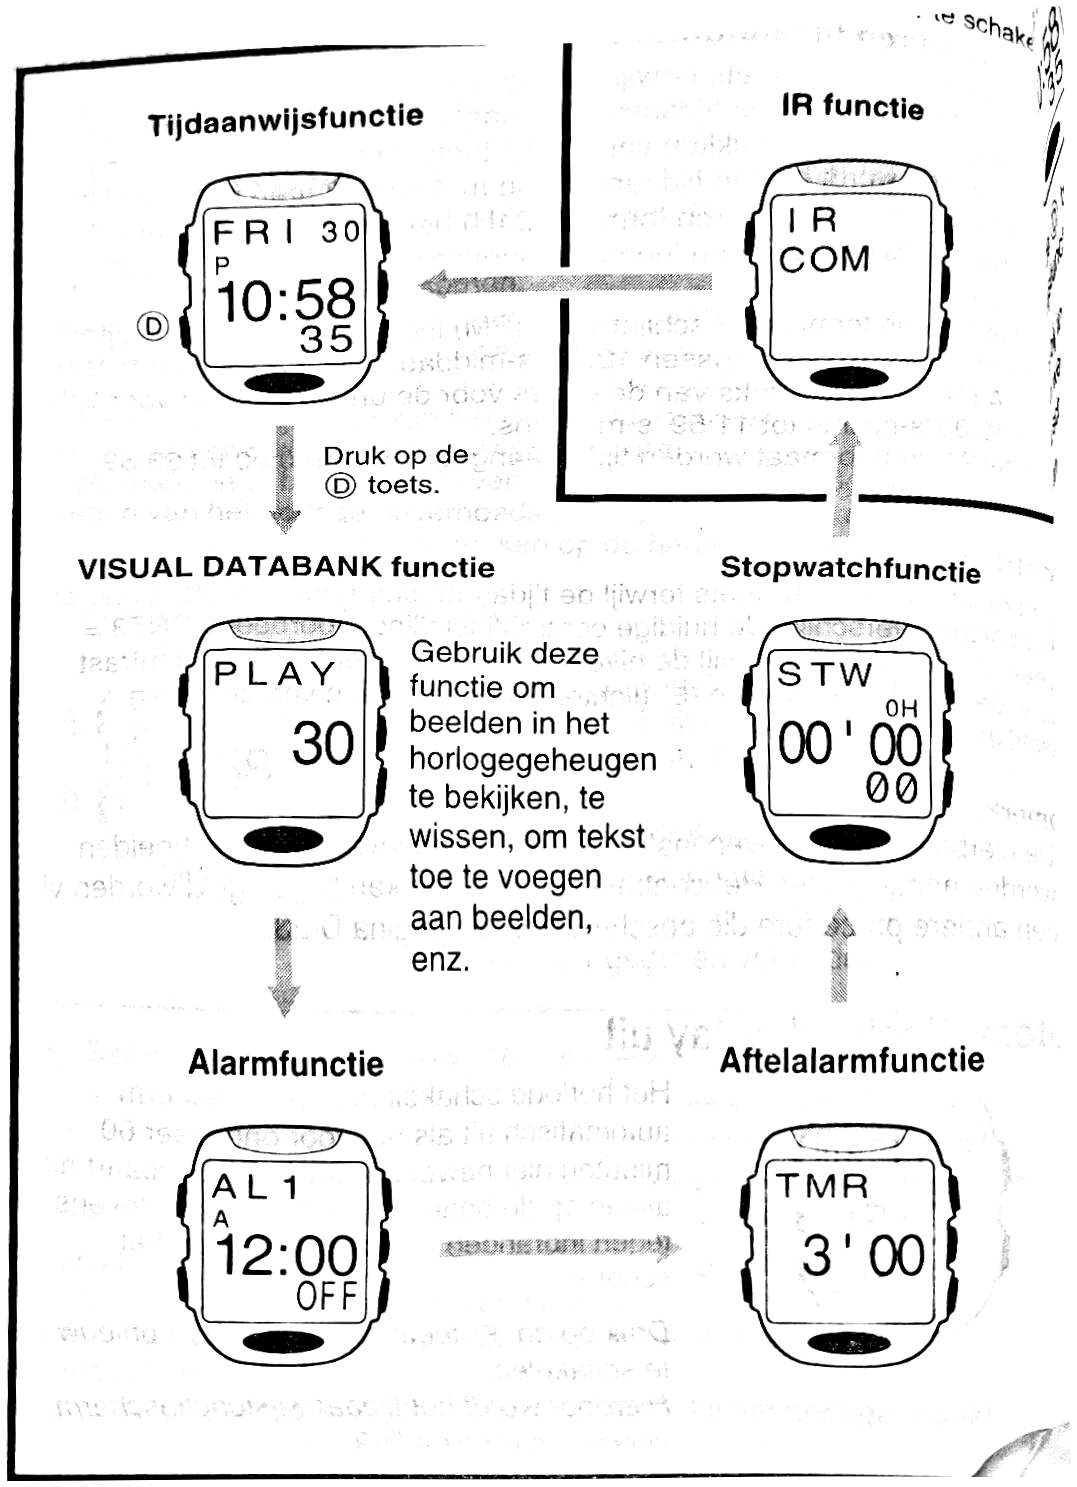 te schake
Tijdaanwijsfunctie
IR functie
FRI 30
P
10:58
35
D
IR
COM
Druk op de
D toets.
VISUAL DATABANK functie
Stopwatchfunctie
PLAY
30
Gebruik deze
functie om
beelden in het
horlogegeheugen
te bekijken, te
wissen, om tekst
toe te voegen
aan beelden,
enz.
STW
0H
00'00
00
Alarmfunctie
Aftelalarmfunctie
AL1
A
12:00
OFF
TMR
3'00